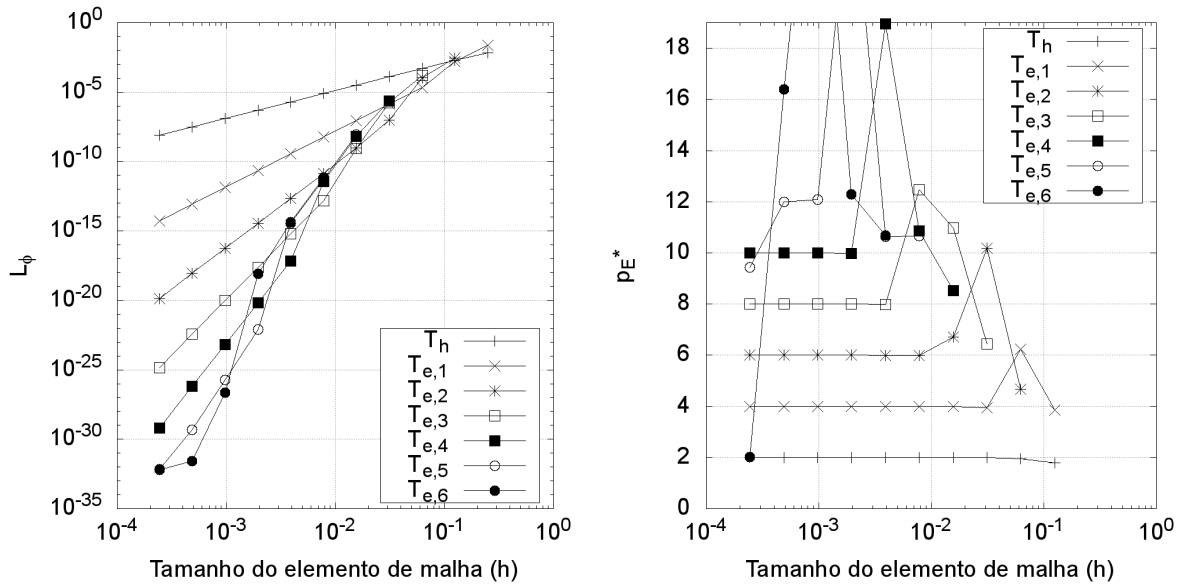 10^0
10^-5
10^-10
10^-15
10^-20
10^-25
10^-30
10^-35
L_ϕ
T_h
T_e,1
T_e,2
T_e,3
T_e,4
T_e,5
T_e,6
10^-4
10^-3
10^-2
10^-1
10^0
Tamanho do elemento de malha (h)
18
16
14
12
10
8
6
4
2
0
p_E*
T_h
T_e,1
T_e,2
T_e,3
T_e,4
T_e,5
T_e,6
10^-4
10^-3
10^-2
10^-1
10^0
Tamanho do elemento de malha (h)